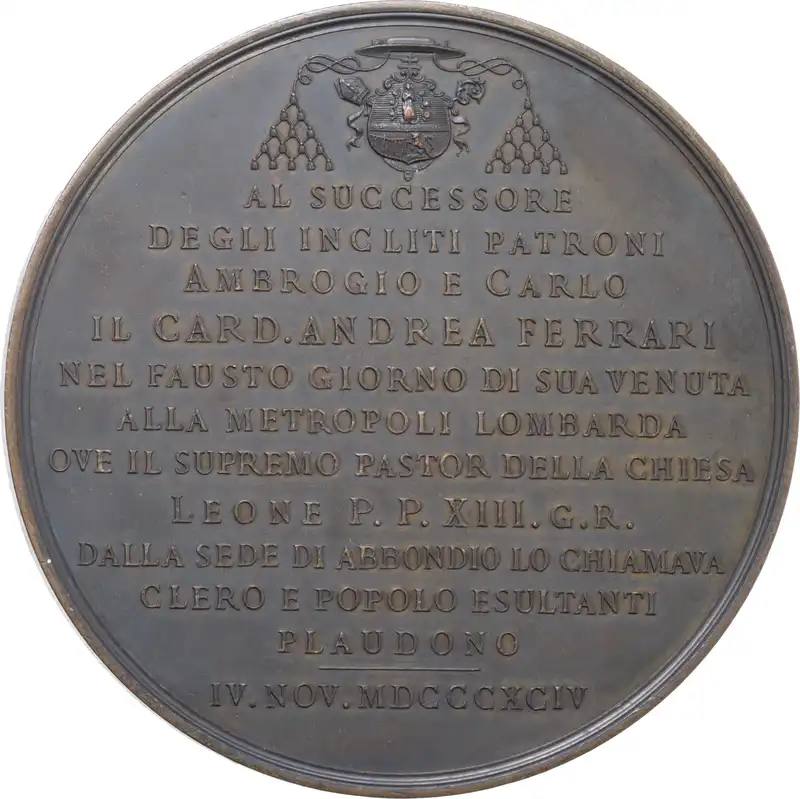 AL SUCCESSORE
DEGLI INCLITI PATRONI
AMBROGIO E CARLO
IL CARD. ANDREA FERRARI
NEL FAUSTO GIORNO DI SUA VENUTA
ALLA METROPOLI LOMBARDA
OVE IL SUPREMO PASTOR DELLA CHIESA
LEONE P. P. XIII. G. R.
DALLA SEDE DI ABBONDIO LO CHIAMAVA
CLERO E POPOLO ESULTANTI
PLAUDONO
IV. NOV. MDCCCXCIV